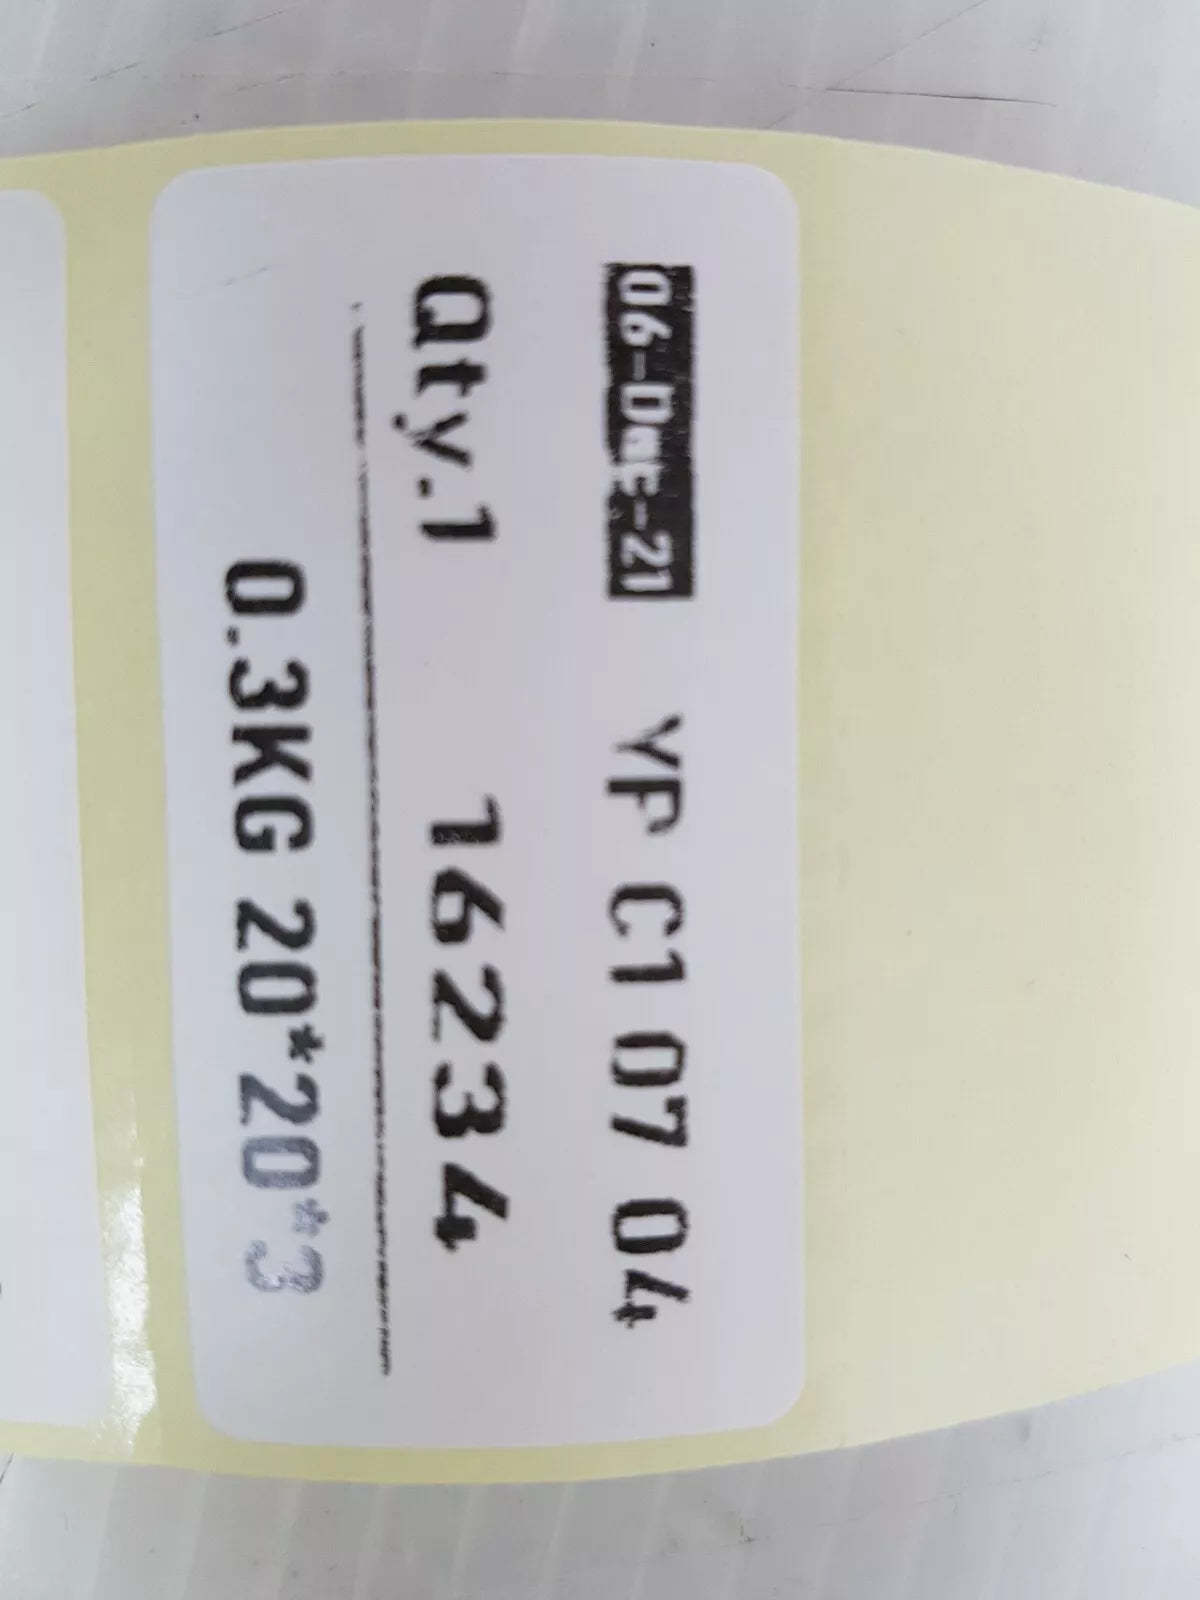 06-Dec-21 YP C1 07 04
Qty.1 16234
0.3KG 20*20*3